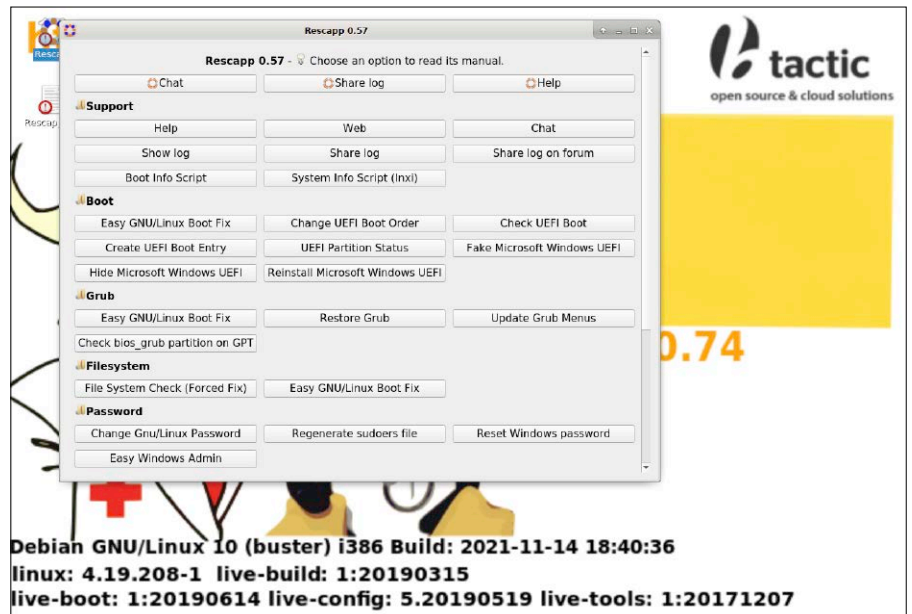 Rescapp 0.57
Rescapp 0.57 - Choose an option to read its manual.
Chat Share log Help
Support
Help Web Chat
Show log Share log Share log on forum
Boot Info Script System Info Script (Inxi)
Boot
Easy GNU/Linux Boot Fix Change UEFI Boot Order Check UEFI Boot
Create UEFI Boot Entry UEFI Partition Status Fake Microsoft Windows UEFI
Hide Microsoft Windows UEFI Reinstall Microsoft Windows UEFI
Grub
Easy GNU/Linux Boot Fix Restore Grub Update Grub Menus
Check bios_grub partition on GPT
Filesystem
File System Check (Forced Fix) Easy GNU/Linux Boot Fix
Password
Change Gnu/Linux Password Regenerate sudoers file Reset Windows password
Easy Windows Admin
tactic
open source & cloud solutions
0.74
Debian GNU/Linux 10 (buster) i386 Build: 2021-11-14 18:40:36
linux: 4.19.208-1 live-build: 1:20190315
live-boot: 1:20190614 live-config: 5.20190519 live-tools: 1:20171207